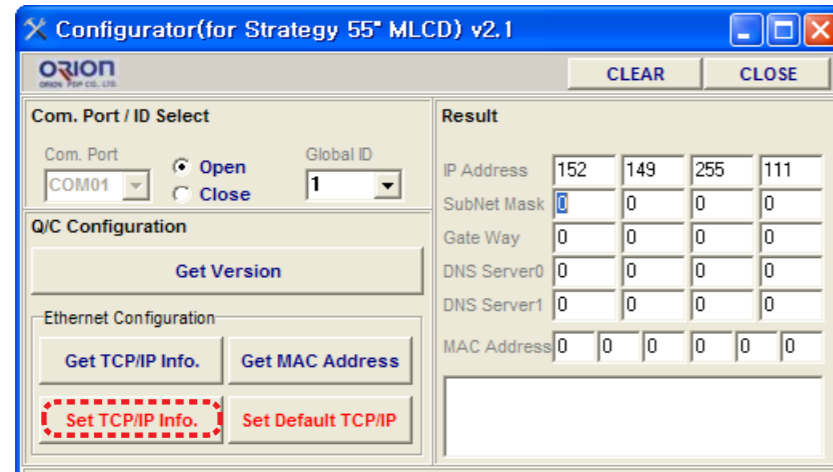 Configurator(for Strategy 55" MLCD) v2.1
ORION
ORION PDP CO., LTD.
CLEAR CLOSE
Com. Port / ID Select
Com. Port Global ID
COM01 Open 1
Close
Q/C Configuration
Get Version
Ethernet Configuration
Get TCP/IP Info. Get MAC Address
Set TCP/IP Info. Set Default TCP/IP
Result
IP Address 152 149 255 111
SubNet Mask 0 0 0 0
Gate Way 0 0 0 0
DNS Server0 0 0 0 0
DNS Server1 0 0 0 0
MAC Address 0 0 0 0 0 0